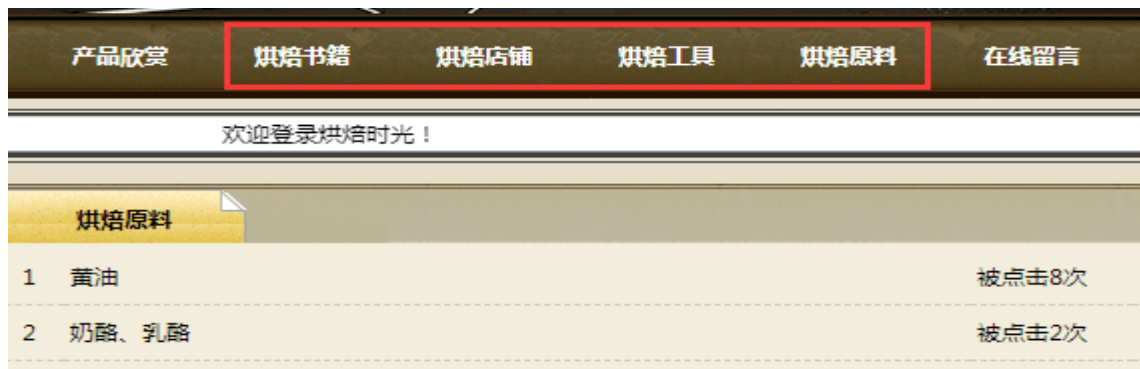 产品欣赏 烘焙书籍 烘焙店铺 烘焙工具 烘焙原料 在线留言
欢迎登录烘焙时光！
烘焙原料
1 黄油 被点击8次
2 奶酪、乳酪 被点击2次